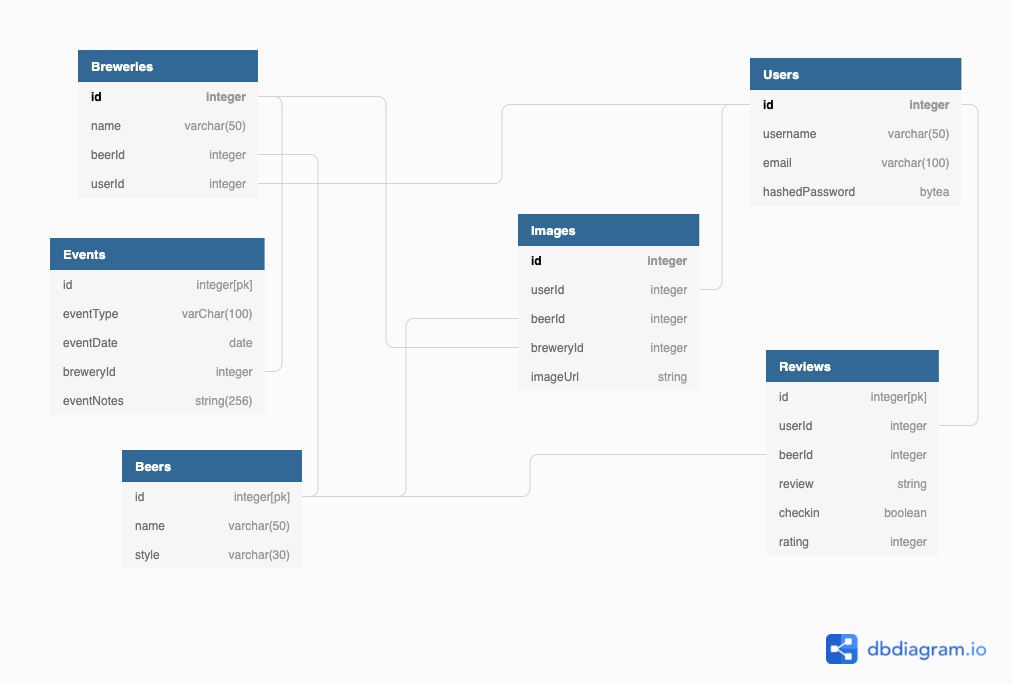 Breweries
id integer
name varchar(50)
beerId integer
userId integer
Events
id integer[pk]
eventType varChar(100)
eventDate date
breweryId integer
eventNotes string(256)
Beers
id integer[pk]
name varchar(50)
style varchar(30)
Images
id integer
userId integer
beerId integer
breweryId integer
imageUrl string
Users
id integer
username varchar(50)
email varchar(100)
hashedPassword bytea
Reviews
id integer[pk]
userId integer
beerId integer
review string
checkin boolean
rating integer
dbdiagram.io